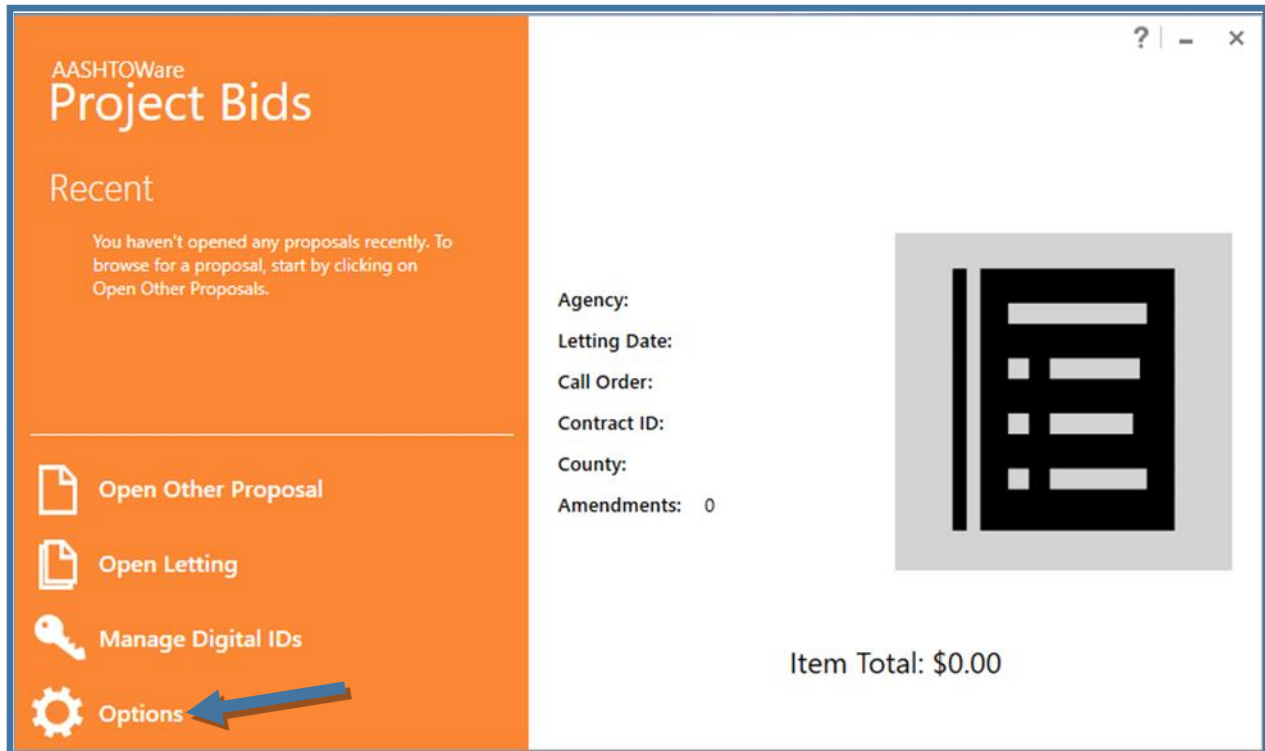 AASHTOWare
Project Bids
Recent
You haven't opened any proposals recently. To
browse for a proposal, start by clicking on
Open Other Proposals.
Open Other Proposal
Open Letting
Manage Digital IDs
Options
?
Agency:
Letting Date:
Call Order:
Contract ID:
County:
Amendments: 0
Item Total: $0.00